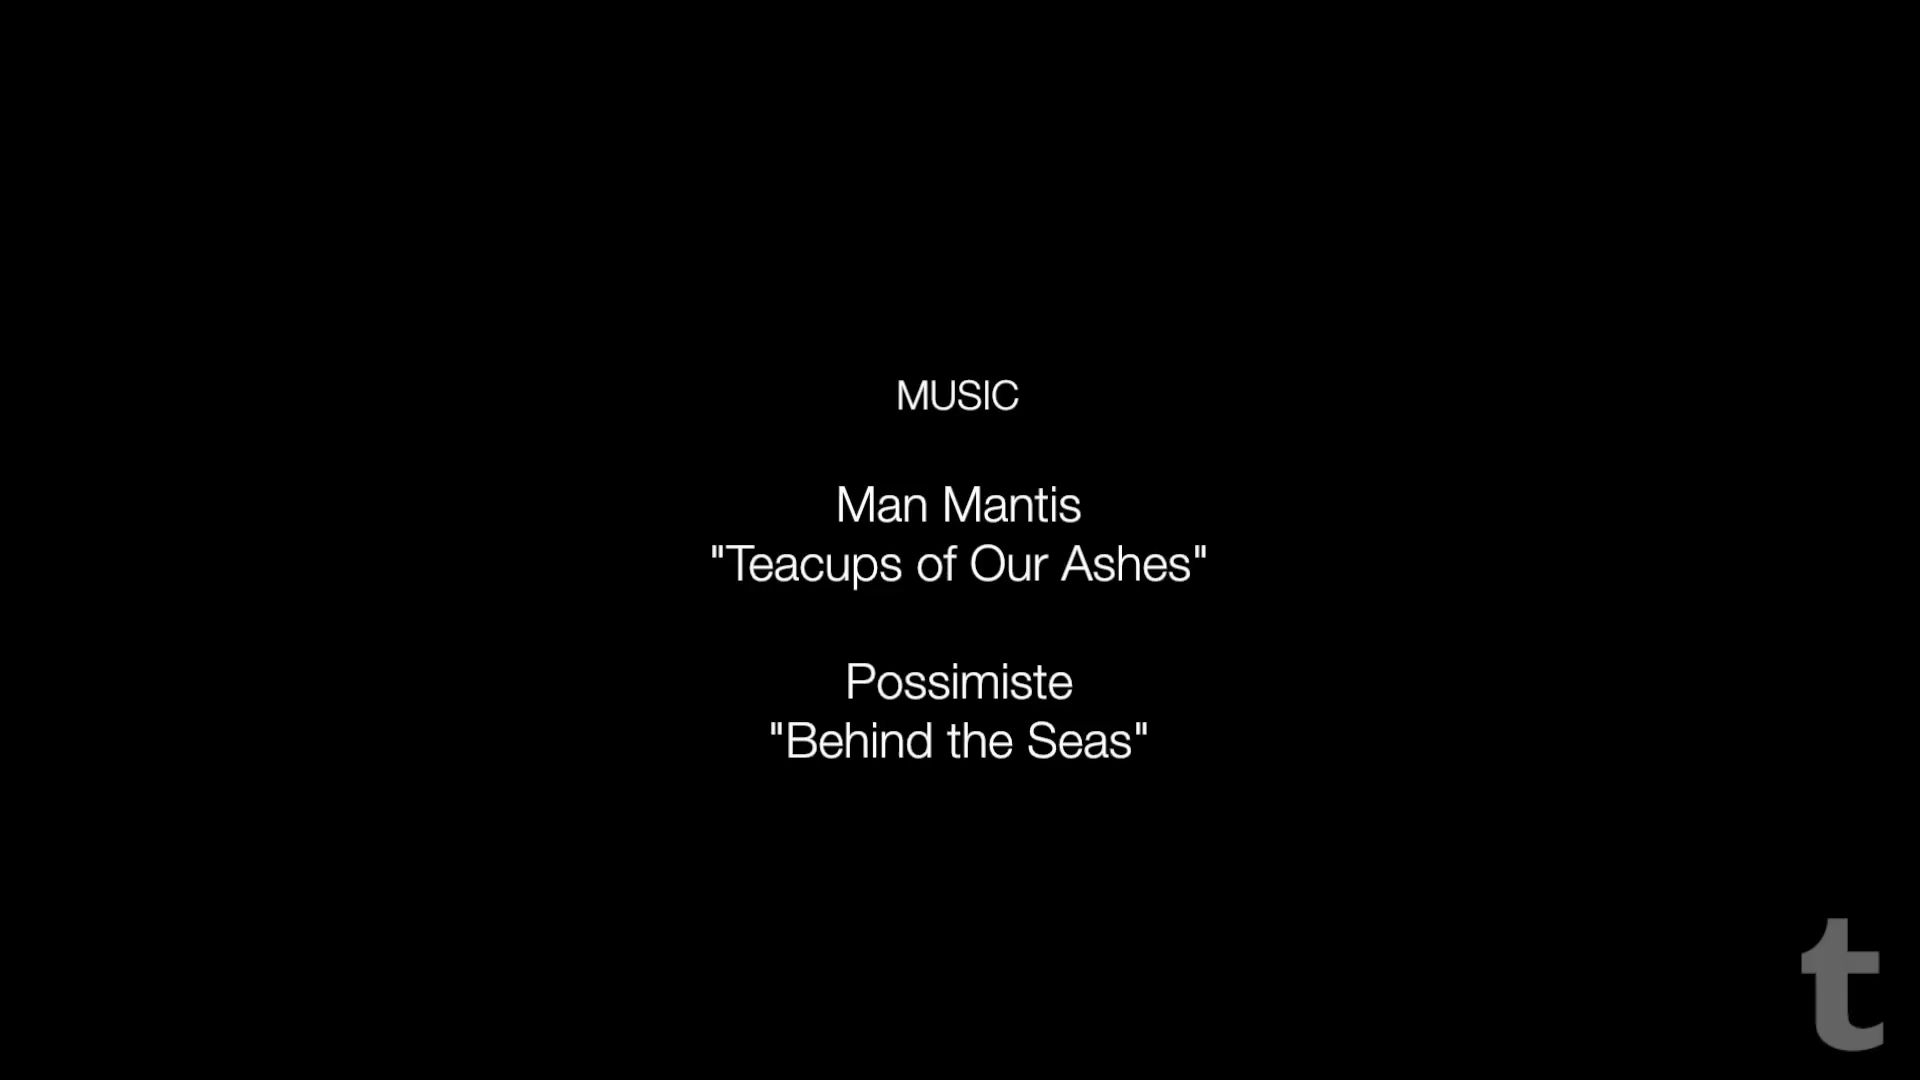 MUSIC
Man Mantis
"Teacups of Our Ashes"
Possimiste
"Behind the Seas"
t